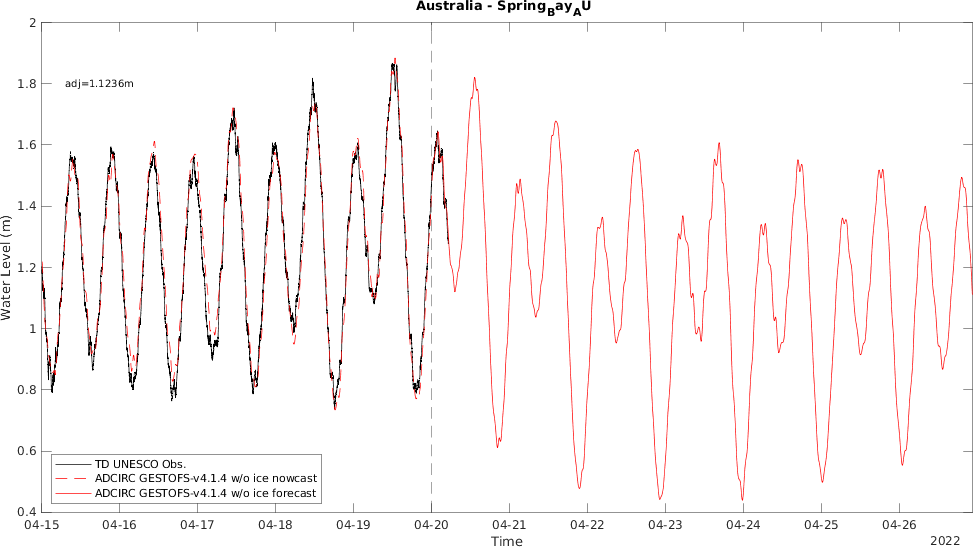 Australia - Spring_Bay_AU
2
1.8
1.6
1.4
1.2
1
0.8
0.6
0.4
Water Level (m)
adj=1.1236m
TD UNESCO Obs.
ADCIRC GESTOFS-v4.1.4 w/o ice nowcast
ADCIRC GESTOFS-v4.1.4 w/o ice forecast
04-15 04-16 04-17 04-18 04-19 04-20 04-21 04-22 04-23 04-24 04-25 04-26
Time
2022